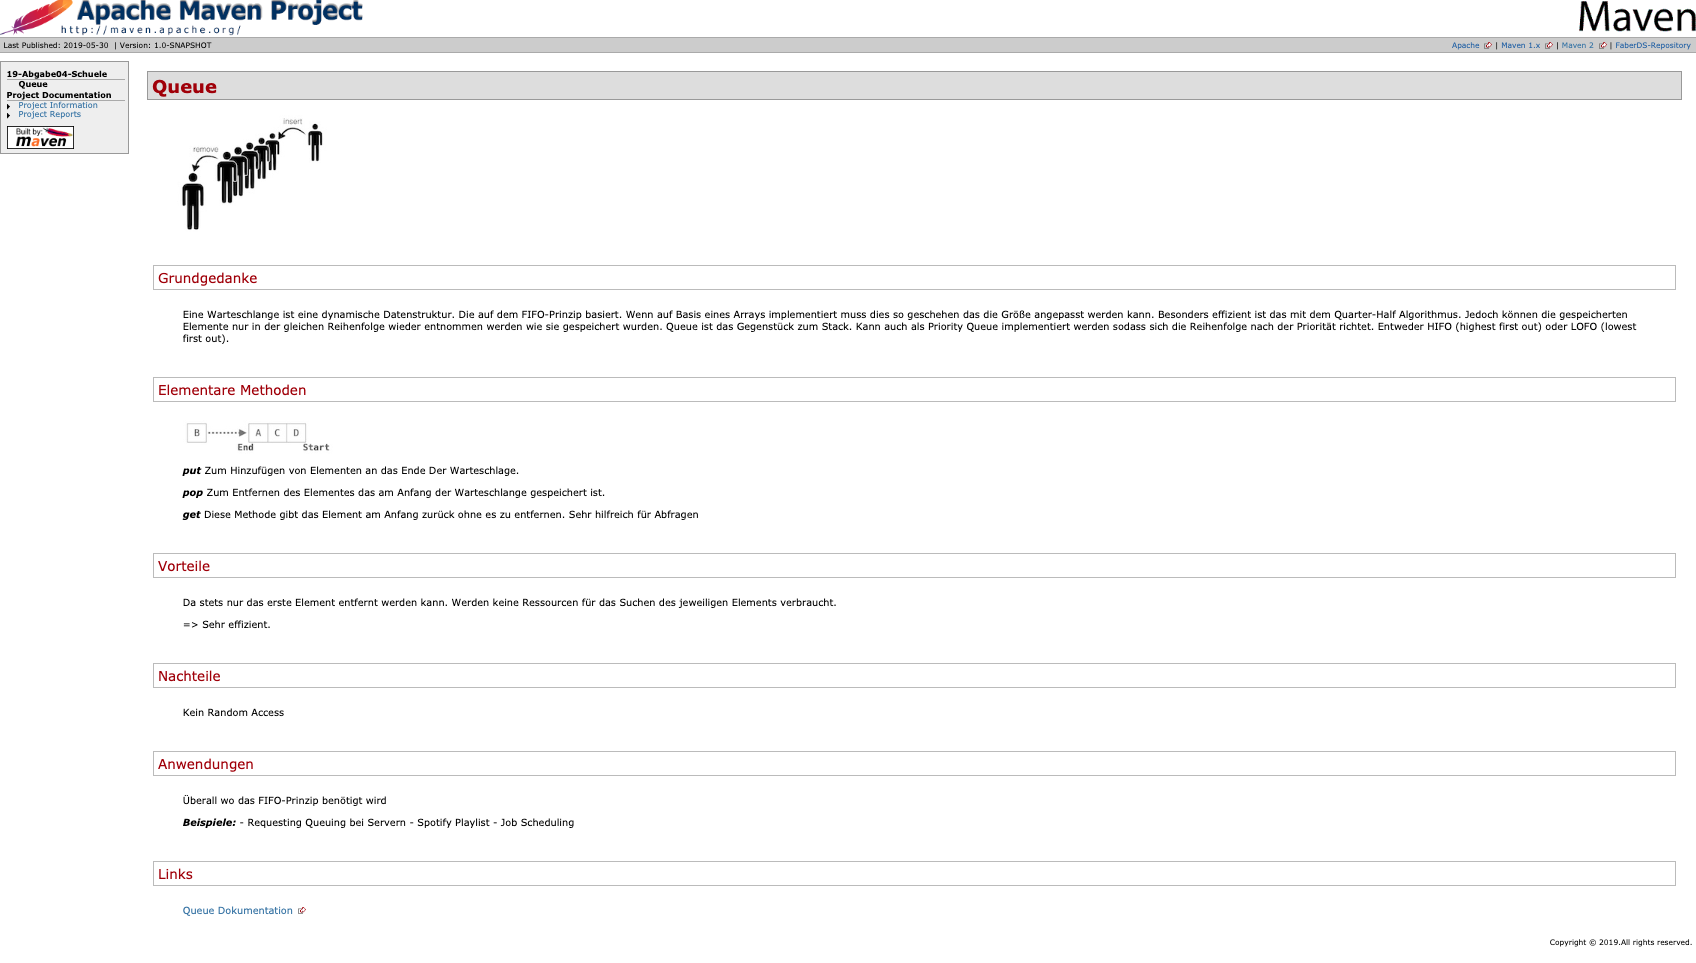 Apache Maven Project
http://maven.apache.org/
Maven
Last Published: 2019-05-30 | Version: 1.0-SNAPSHOT
Apache | Maven 1.x | Maven 2 | FaberDS-Repository
19-Abgabe04-Schuele
Queue
Project Documentation
Project Information
Project Reports
Built by:
maven
Queue
insert
remove
Grundgedanke
Eine Warteschlange ist eine dynamische Datenstruktur. Die auf dem FIFO-Prinzip basiert. Wenn auf Basis eines Arrays implementiert muss dies so geschehen das die Größe angepasst werden kann. Besonders effizient ist das mit dem Quarter-Half Algorithmus. Jedoch können die gespeicherten
Elemente nur in der gleichen Reihenfolge wieder entnommen werden wie sie gespeichert wurden. Queue ist das Gegenstück zum Stack. Kann auch als Priority Queue implementiert werden sodass sich die Reihenfolge nach der Priorität richtet. Entweder HIFO (highest first out) oder LOFO (lowest
first out).
Elementare Methoden
B A C D
End Start
put Zum Hinzufügen von Elementen an das Ende Der Warteschlage.
pop Zum Entfernen des Elementes das am Anfang der Warteschlange gespeichert ist.
get Diese Methode gibt das Element am Anfang zurück ohne es zu entfernen. Sehr hilfreich für Abfragen
Vorteile
Da stets nur das erste Element entfernt werden kann. Werden keine Ressourcen für das Suchen des jeweiligen Elements verbraucht.
=> Sehr effizient.
Nachteile
Kein Random Access
Anwendungen
Überall wo das FIFO-Prinzip benötigt wird
Beispiele: - Requesting Queuing bei Servern - Spotify Playlist - Job Scheduling
Links
Queue Dokumentation
Copyright © 2019.All rights reserved.